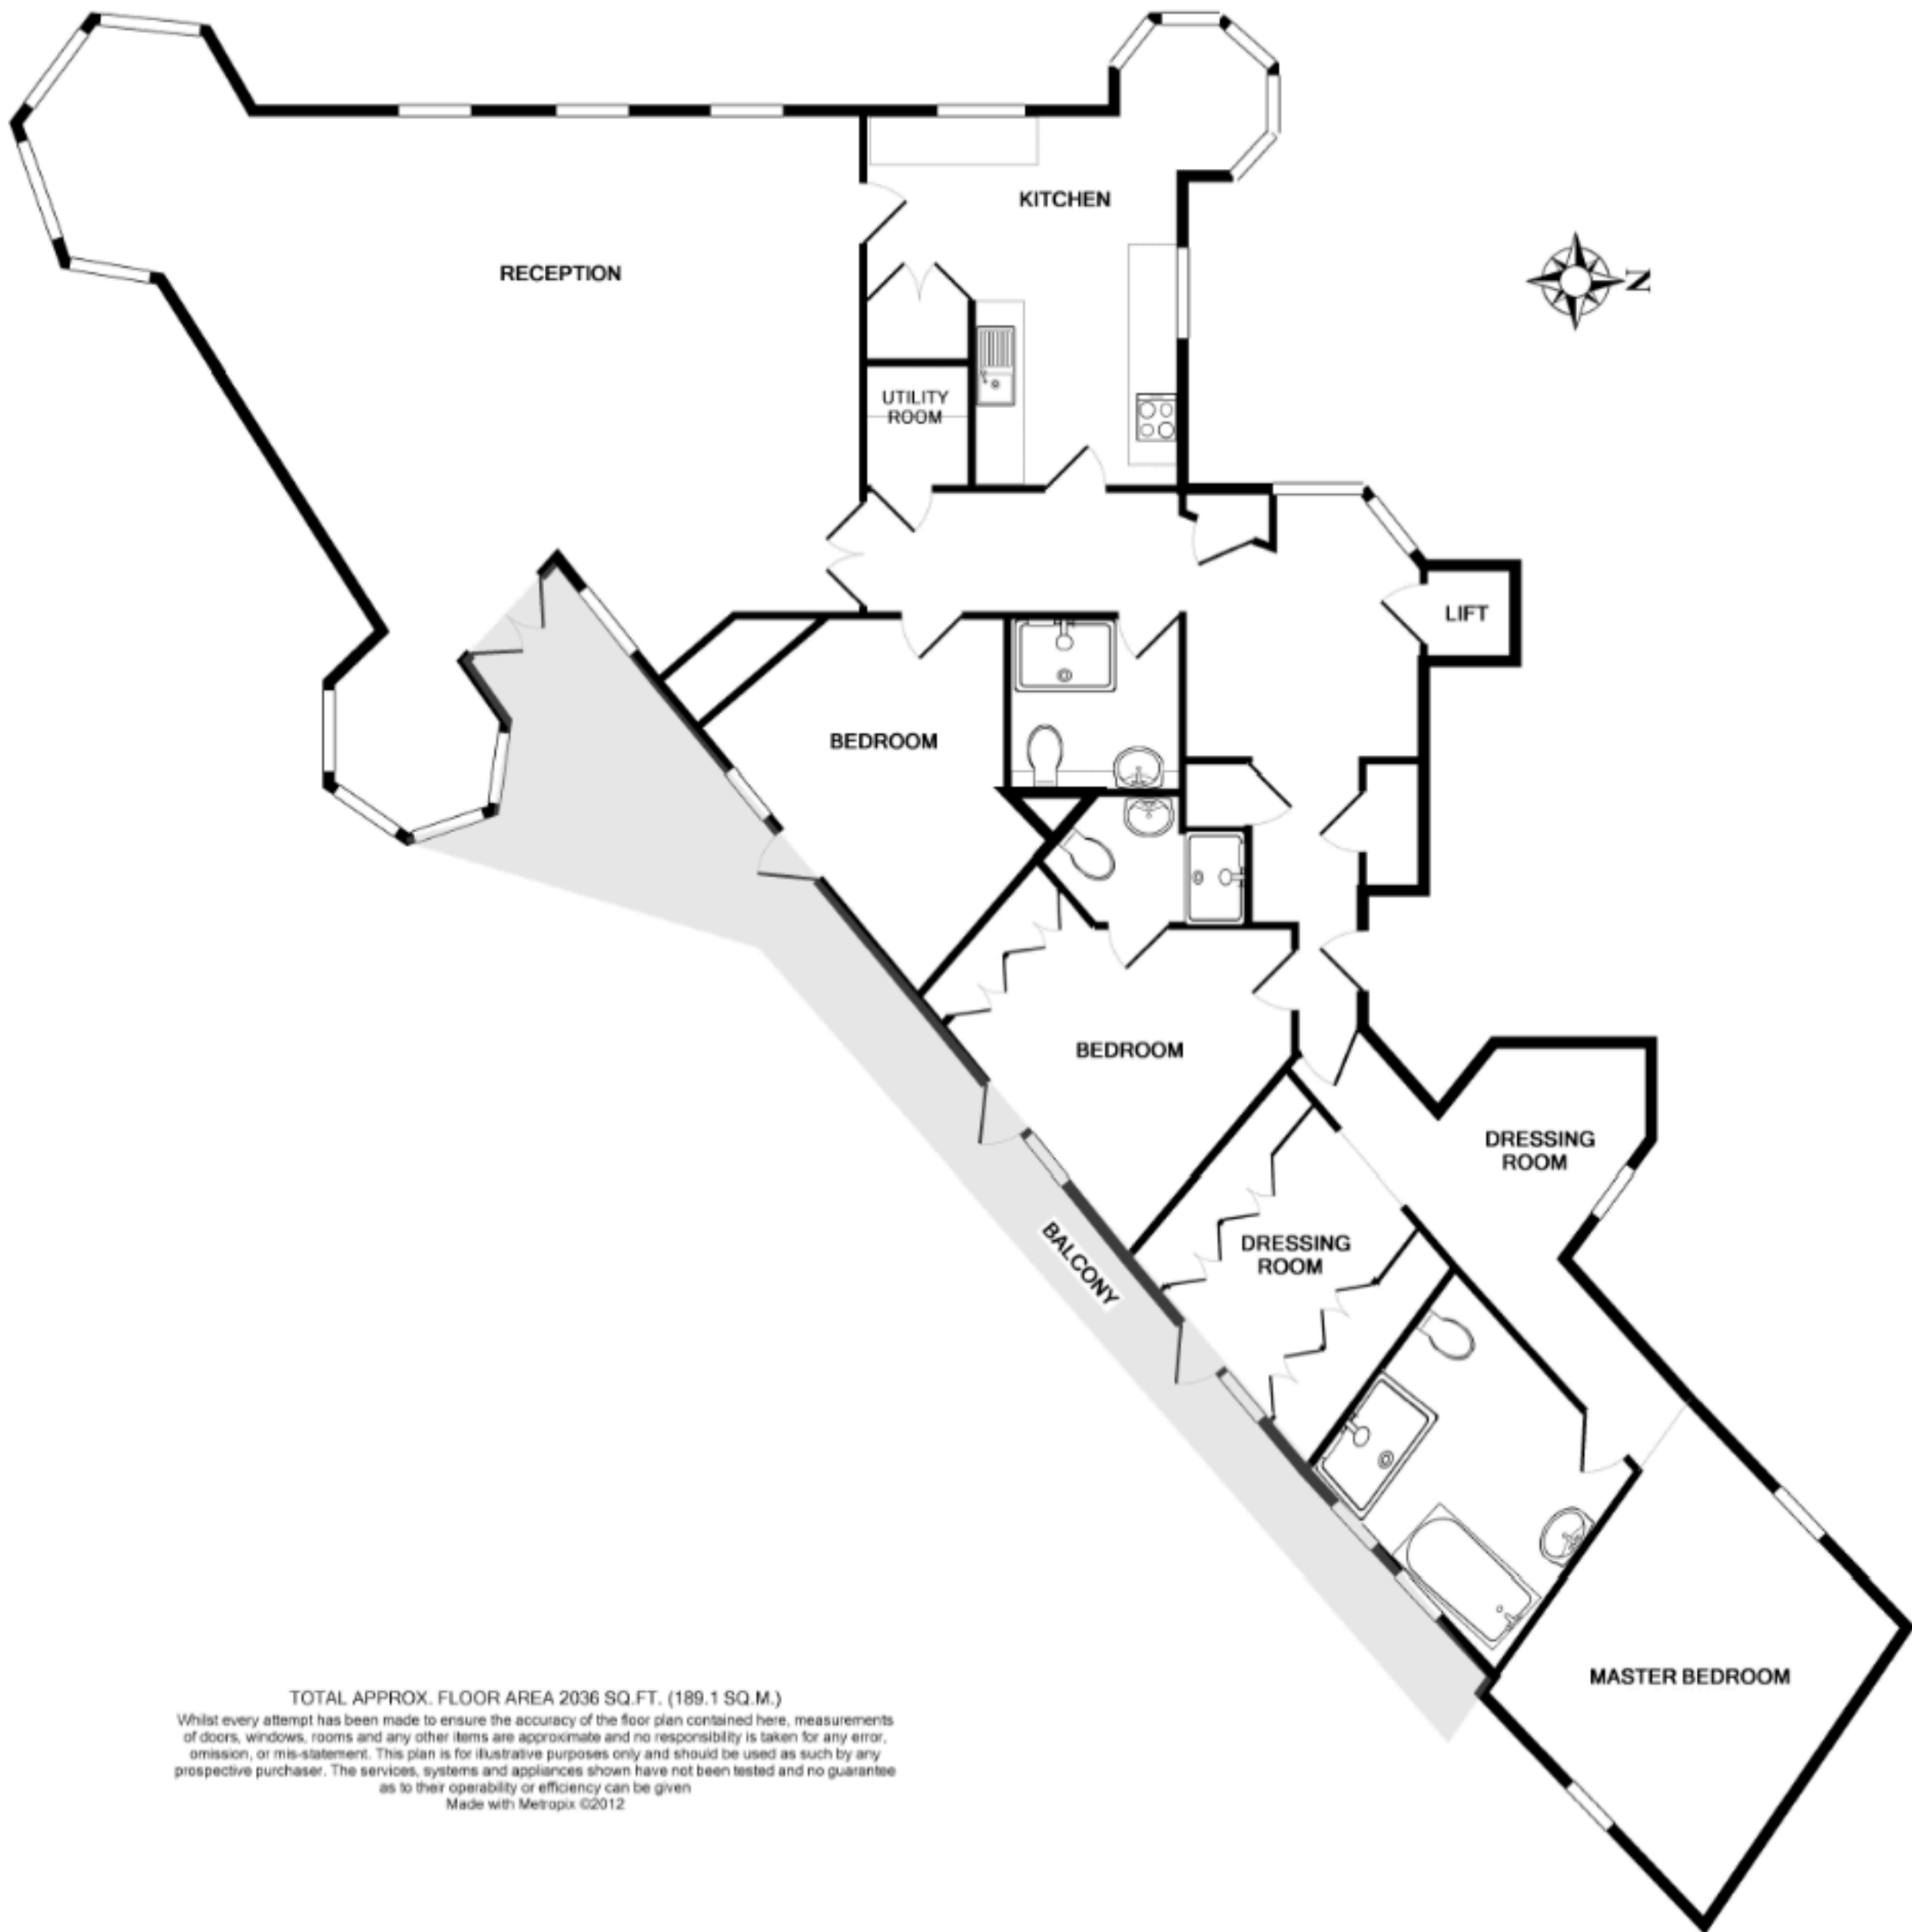 KITCHEN
RECEPTION
N
UTILITY
ROOM
LIFT
BEDROOM
BEDROOM
DRESSING
ROOM
DRESSING
ROOM
BALCONY
MASTER BEDROOM
TOTAL APPROX. FLOOR AREA 2036 SQ.FT. (189.1 SQ.M.)
Whilst every attempt has been made to ensure the accuracy of the floor plan contained here, measurements
of doors, windows, rooms and any other items are approximate and no responsibility is taken for any error,
omission, or mis-statement. This plan is for illustrative purposes only and should be used as such by any
prospective purchaser. The services, systems and appliances shown have not been tested and no guarantee
as to their operability or efficiency can be given
Made with Metropix ©2012